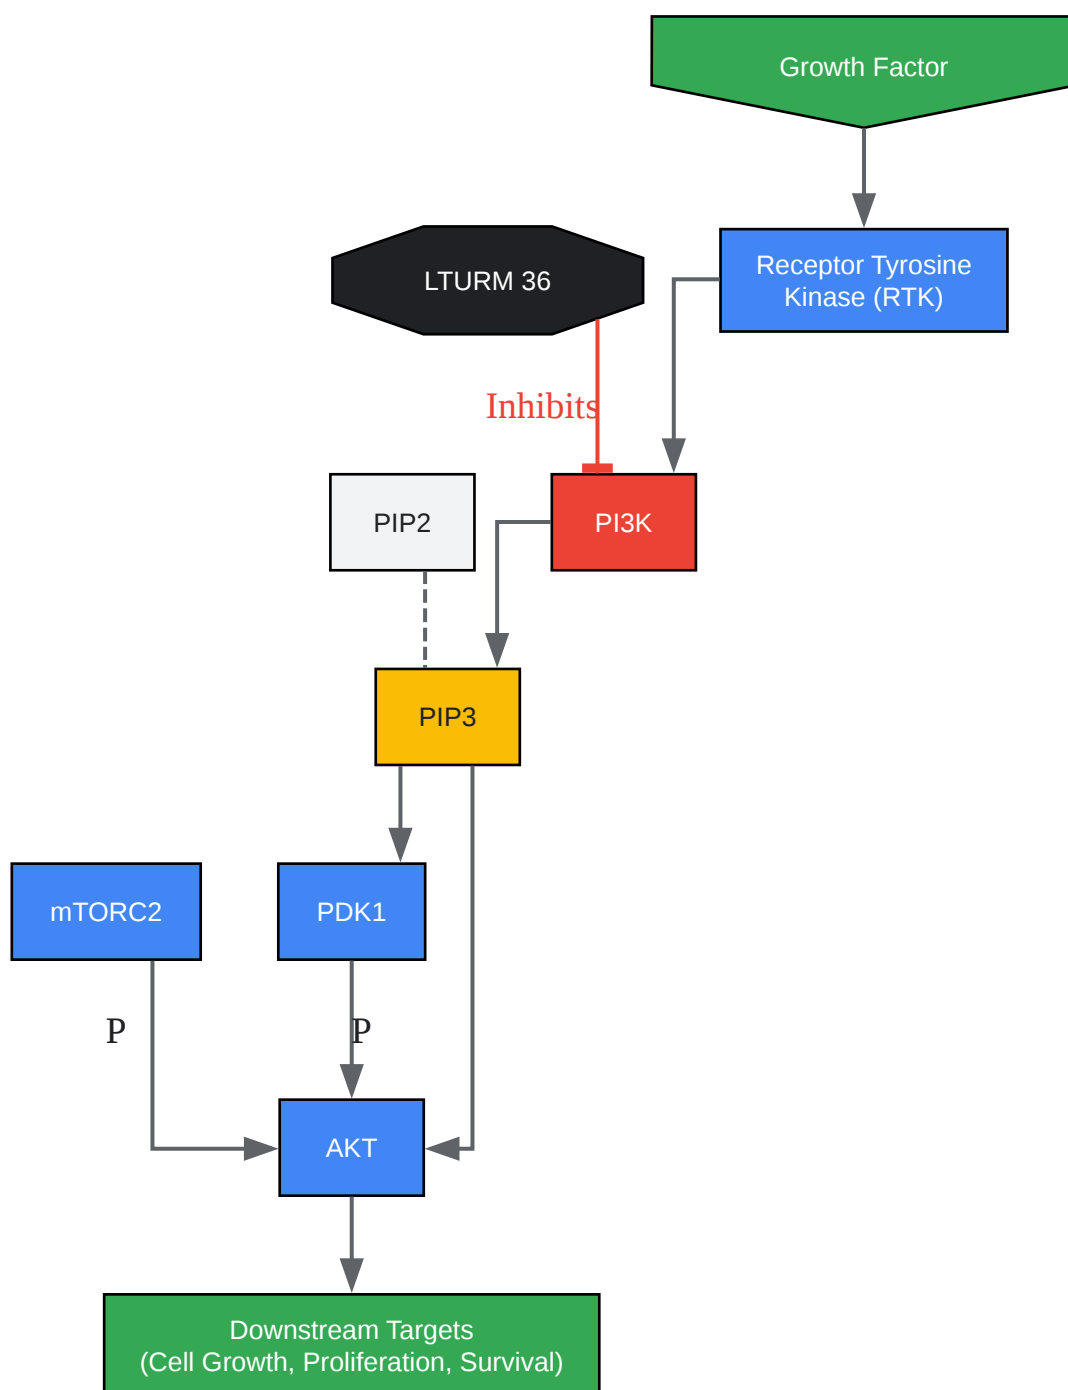 Growth Factor
Receptor Tyrosine
Kinase (RTK)
LTURM 36
Inhibits
PIP2
PI3K
PIP3
mTORC2
PDK1
P
P
AKT
Downstream Targets
(Cell Growth, Proliferation, Survival)